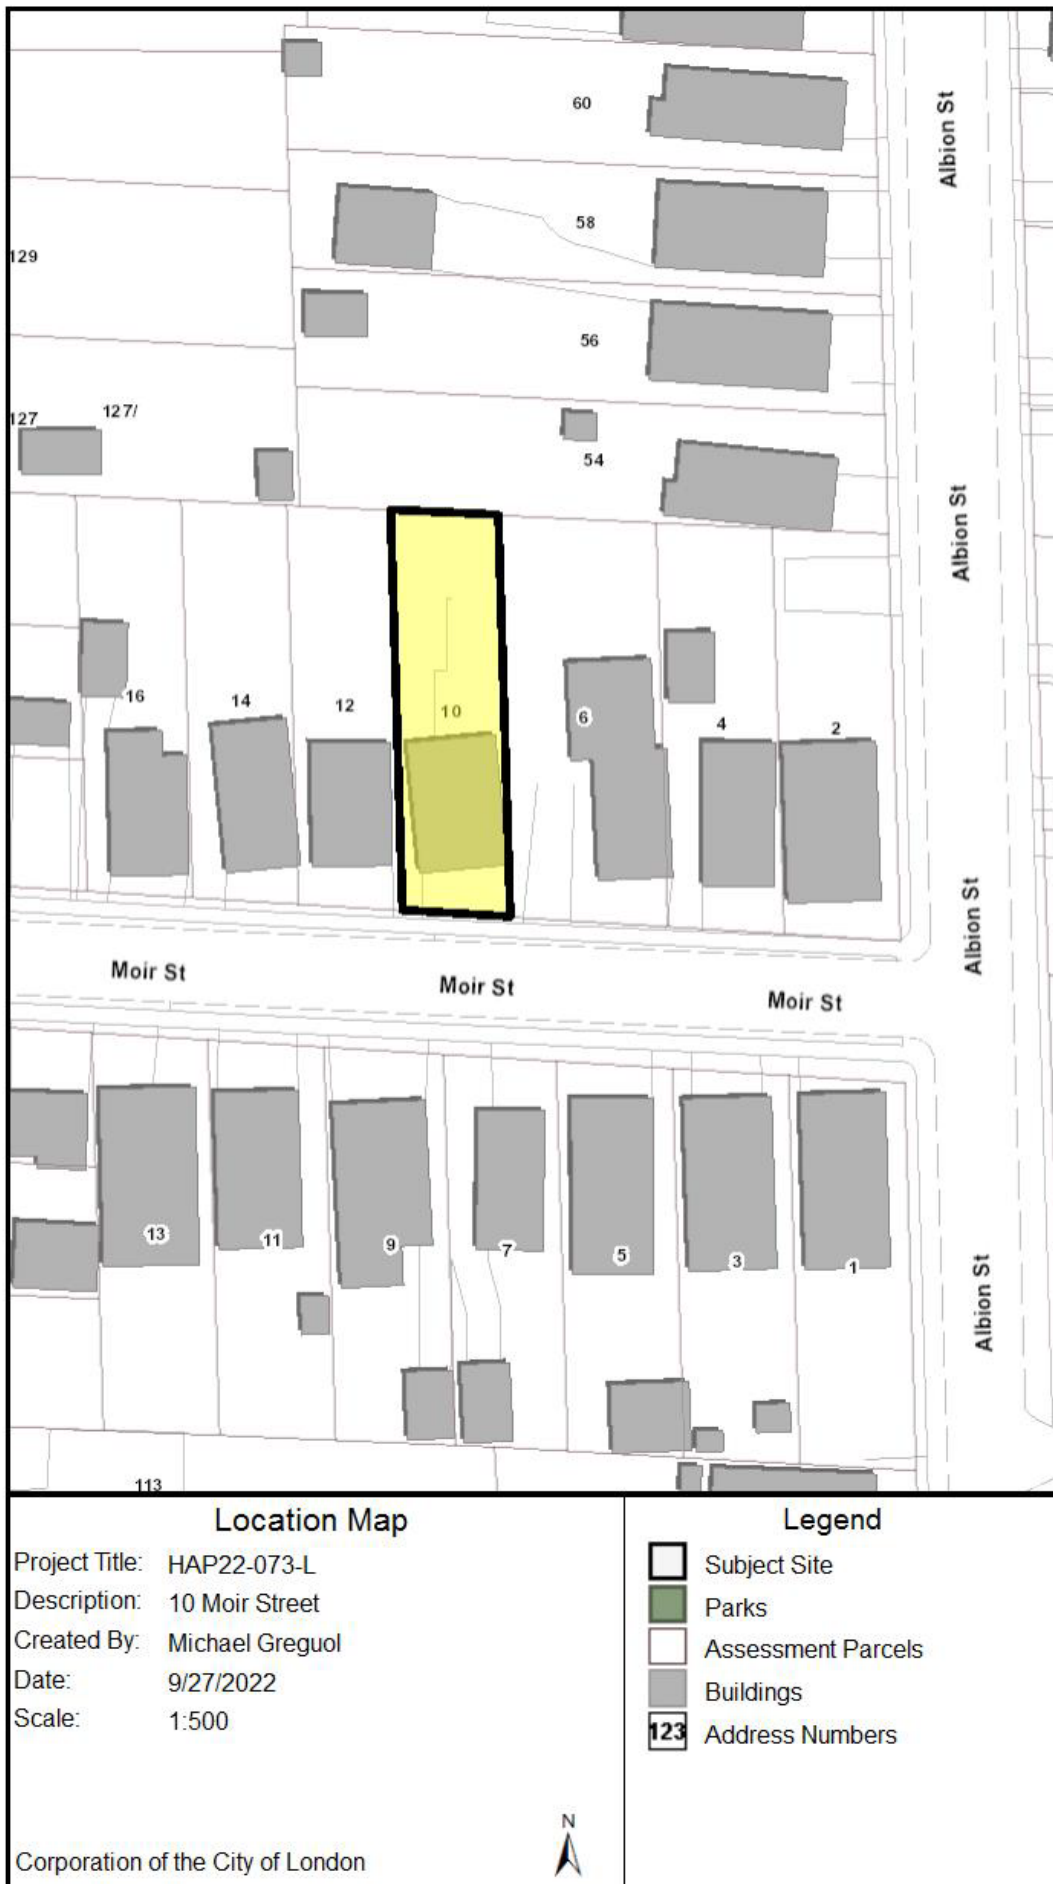 60
Albion St
58
129
56
127
127/
54
Albion St
16
14
12
10
6
4
2
Albion St
Moir St
Moir St
Moir St
13
11
9
7
5
3
1
Albion St
113
Location Map
Project Title: HAP22-073-L
Description: 10 Moir Street
Created By: Michael Greguol
Date: 9/27/2022
Scale: 1:500
Corporation of the City of London
N
Legend
Subject Site
Parks
Assessment Parcels
Buildings
123 Address Numbers